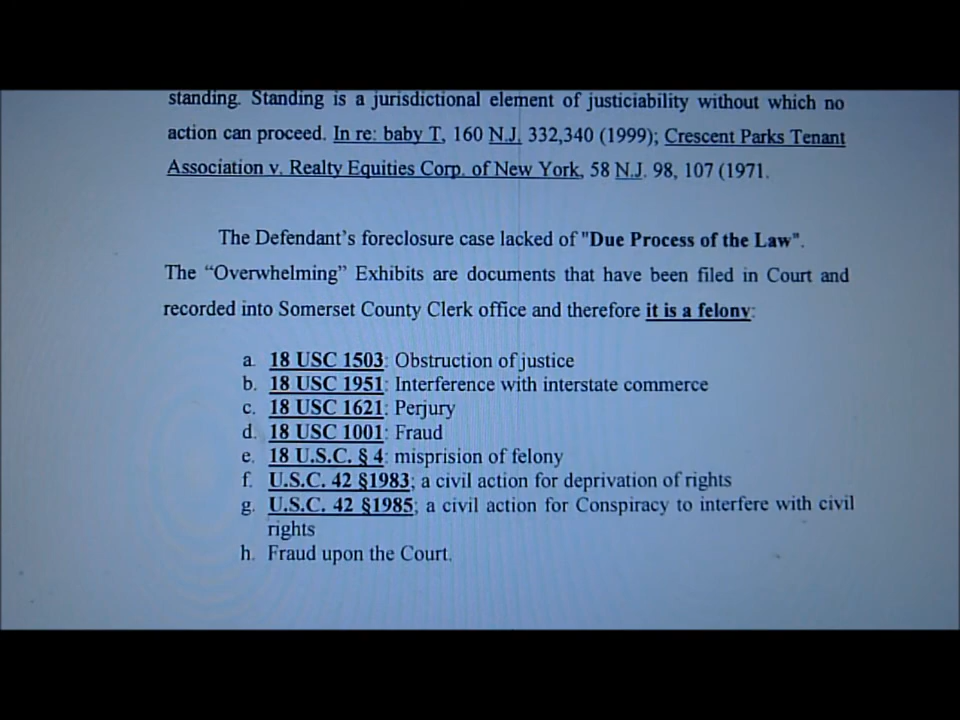 standing. Standing is a jurisdictional element of justiciability without which no
action can proceed. In re: baby T, 160 N.J. 332,340 (1999); Crescent Parks Tenant
Association v. Realty Equities Corp. of New York, 58 N.J. 98, 107 (1971.
The Defendant's foreclosure case lacked of "Due Process of the Law".
The “Overwhelming” Exhibits are documents that have been filed in Court and
recorded into Somerset County Clerk office and therefore it is a felony:
a. 18 USC 1503: Obstruction of justice
b. 18 USC 1951: Interference with interstate commerce
c. 18 USC 1621: Perjury
d. 18 USC 1001: Fraud
e. 18 U.S.C. § 4: misprision of felony
f. U.S.C. 42 §1983; a civil action for deprivation of rights
g. U.S.C. 42 §1985; a civil action for Conspiracy to interfere with civil
rights
h. Fraud upon the Court.